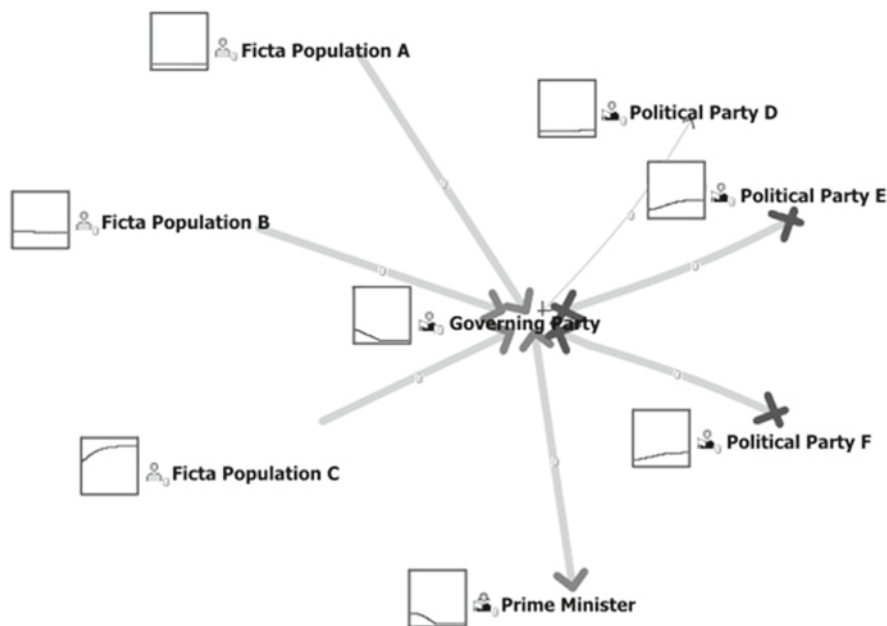 Ficta Population A
Political Party D
Political Party E
Ficta Population B
Governing Party
Political Party F
Ficta Population C
Prime Minister